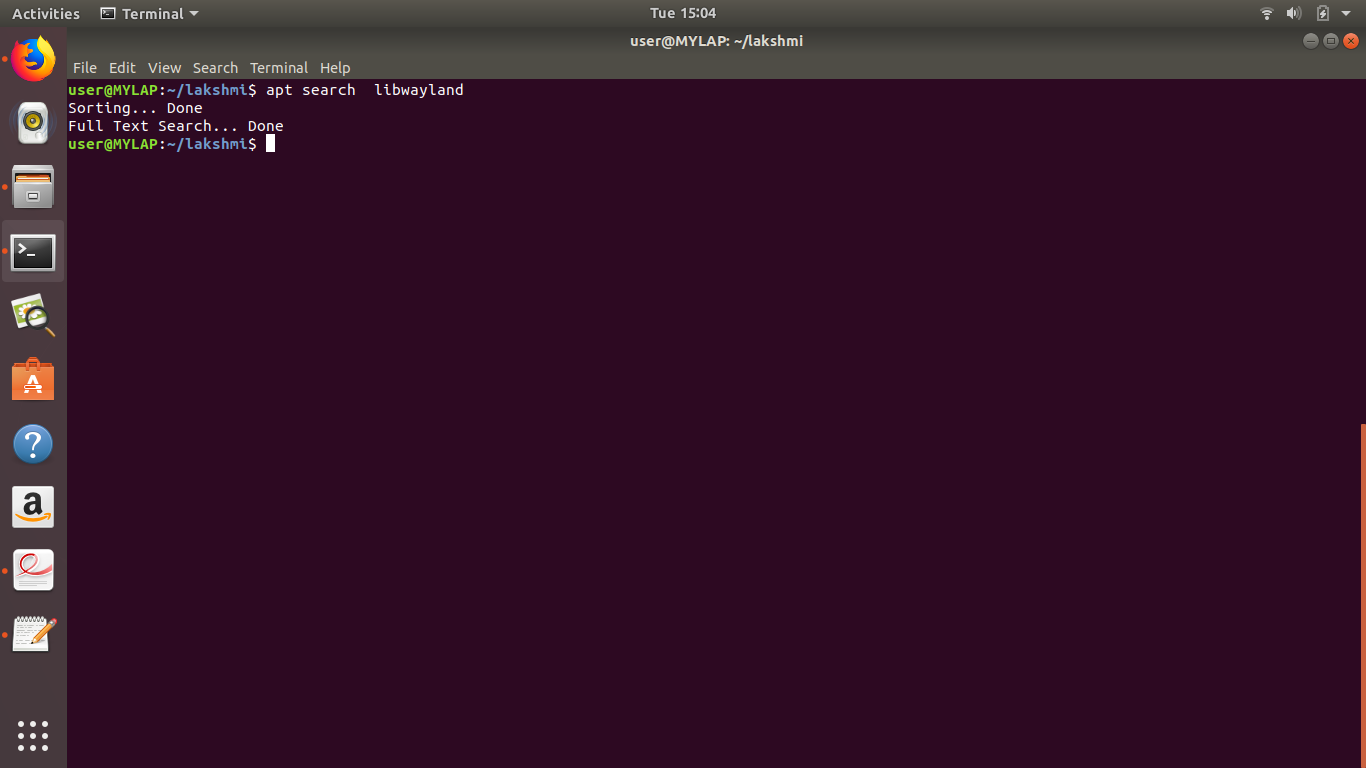 Activities Terminal Tue 15:04
user@MYLAP: ~/lakshmi
File Edit View Search Terminal Help
user@MYLAP:~/lakshmi$ apt search  libwayland
Sorting... Done
Full Text Search... Done
user@MYLAP:~/lakshmi$